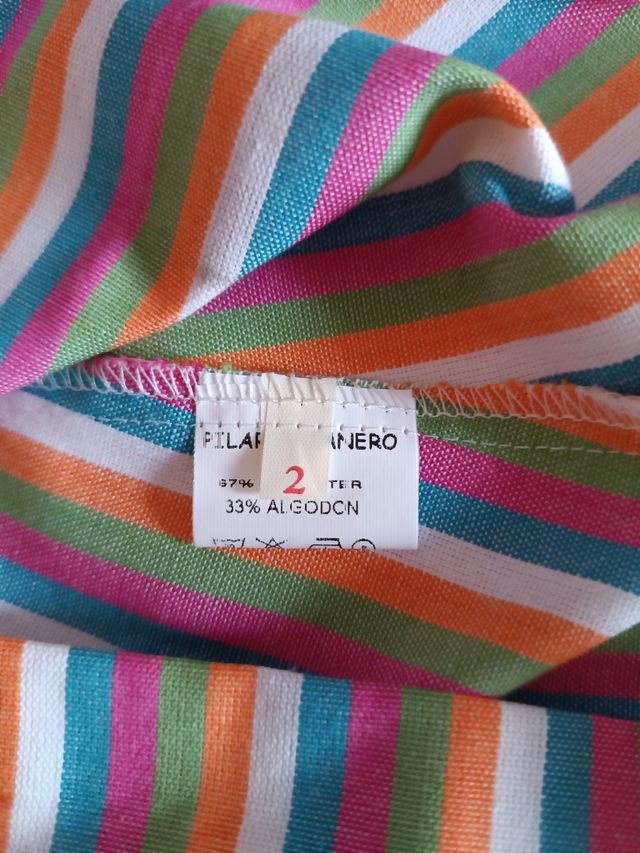 PILAR ANERO
67% TER
2
33% ALGODON